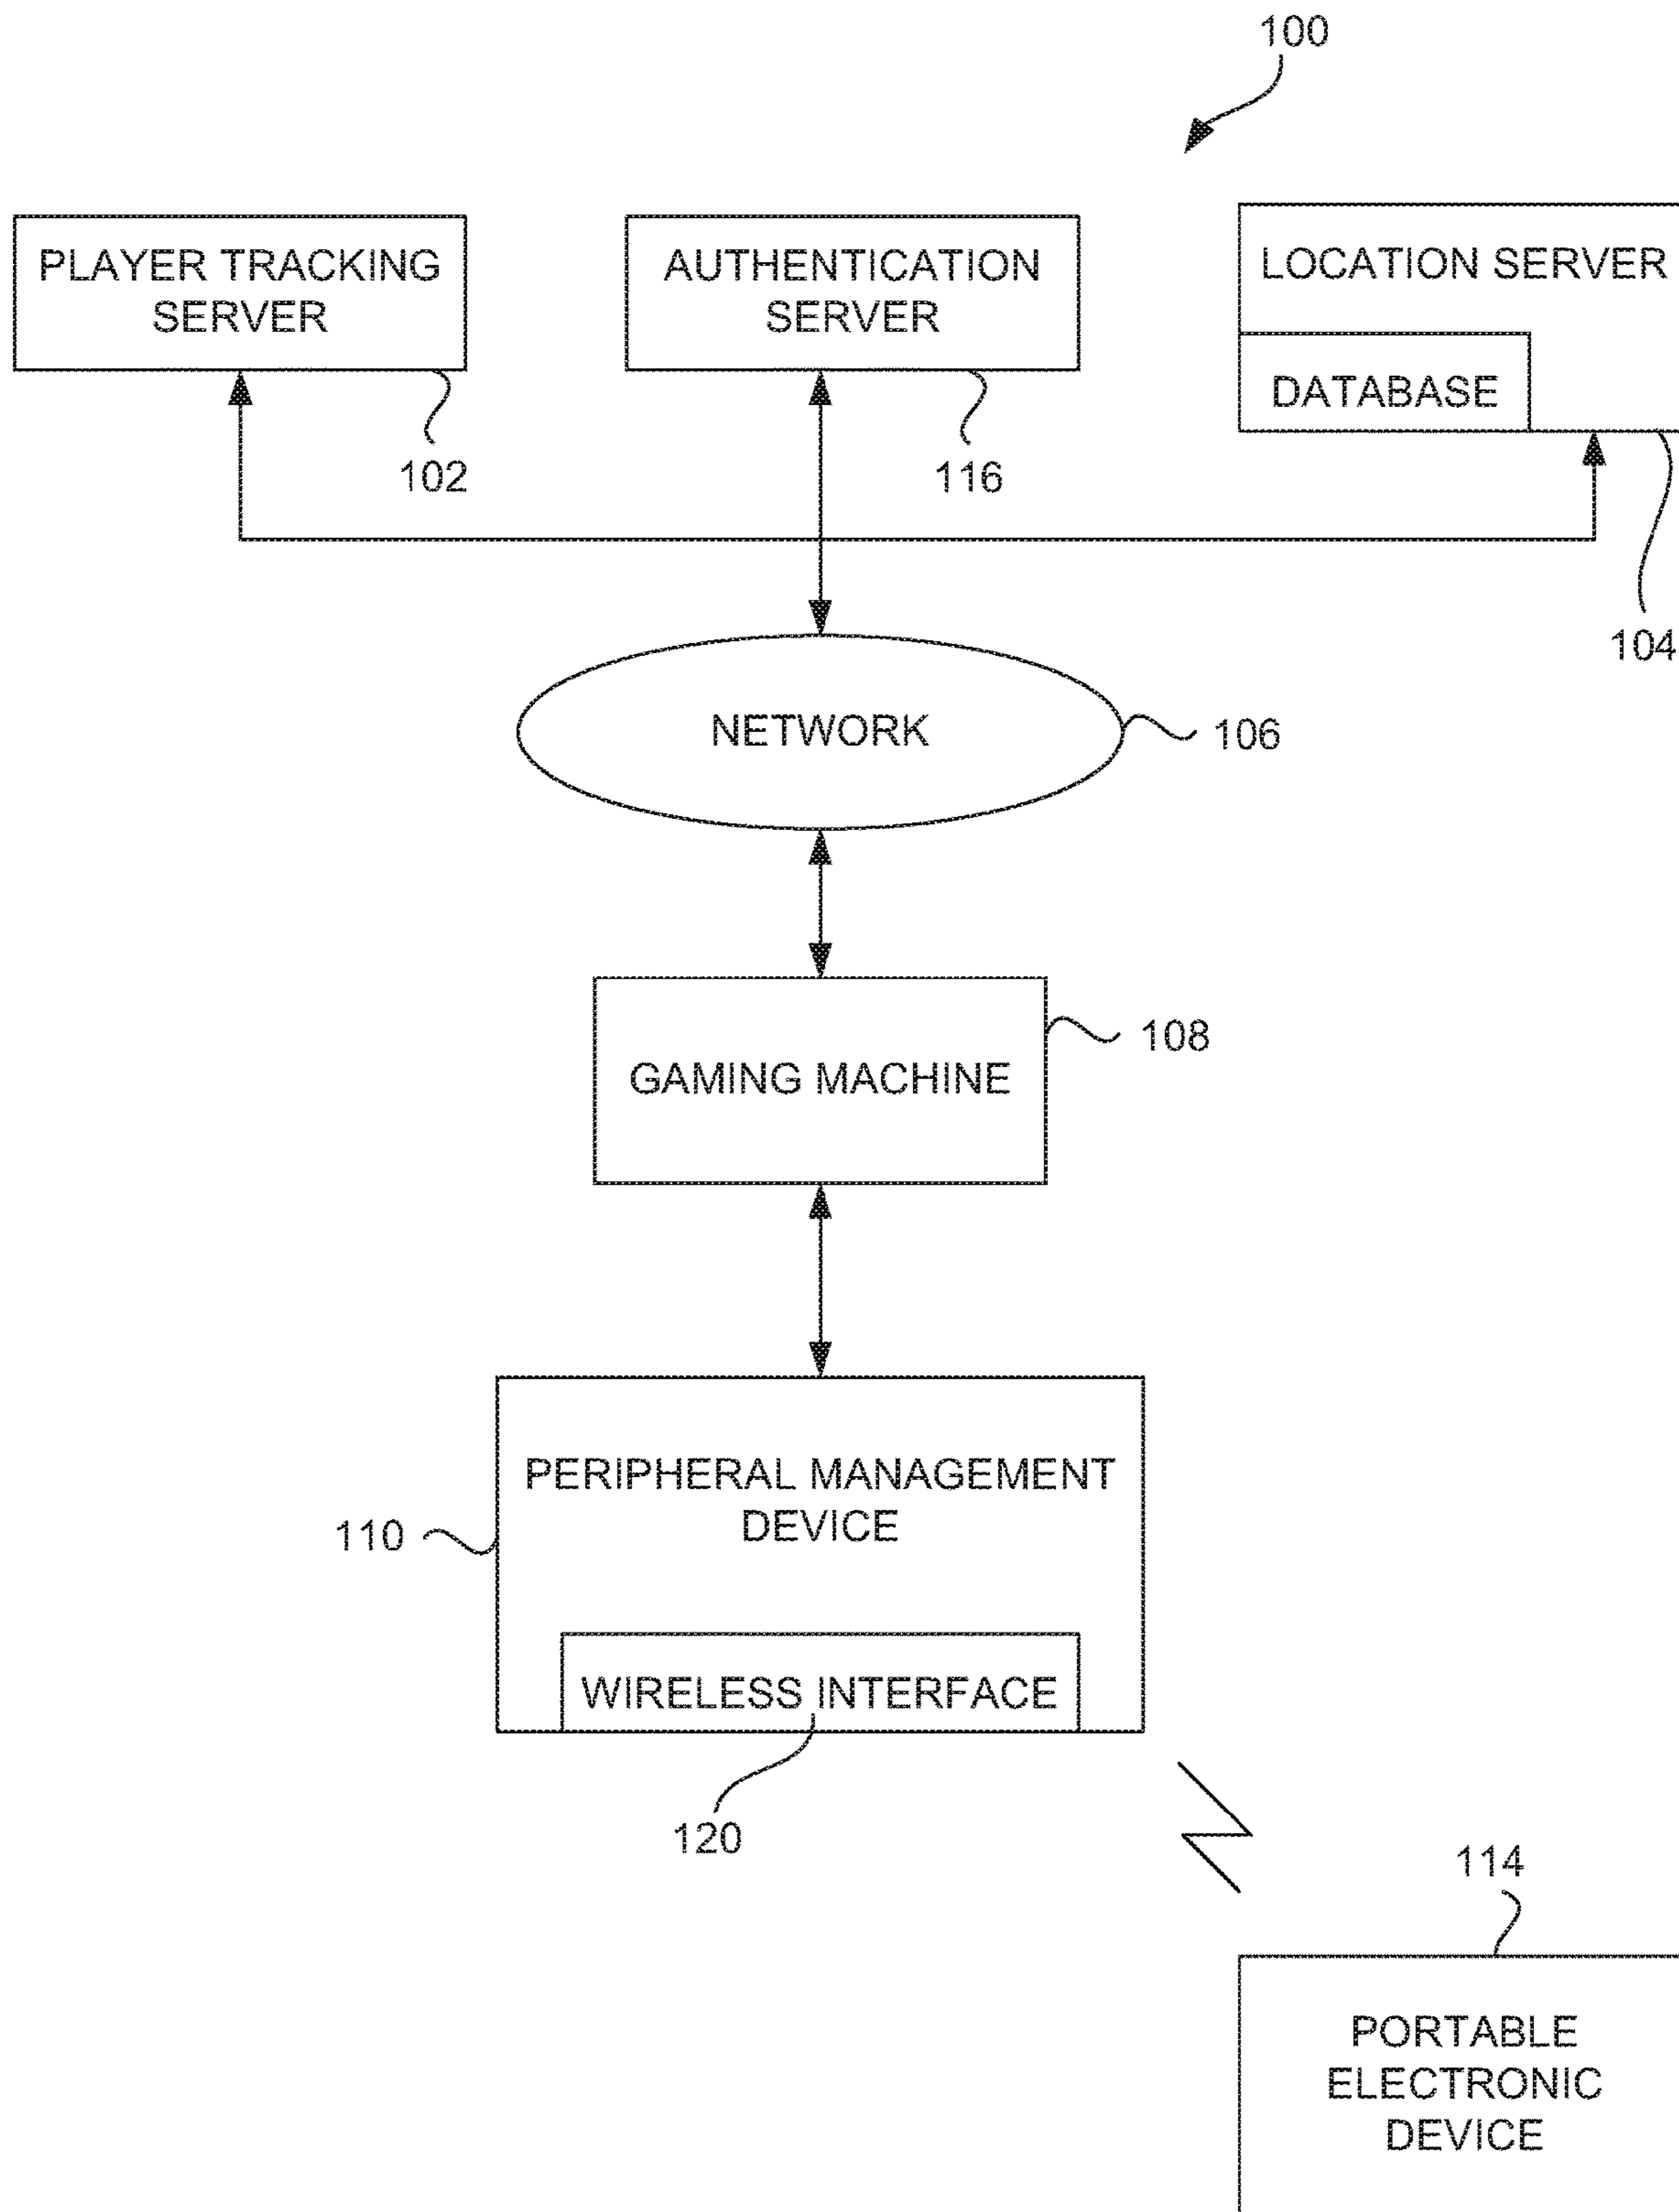 100
PLAYER TRACKING
SERVER
AUTHENTICATION
SERVER
LOCATION SERVER
DATABASE
102
116
104
NETWORK
106
GAMING MACHINE
108
PERIPHERAL MANAGEMENT
DEVICE
110
WIRELESS INTERFACE
120
114
PORTABLE
ELECTRONIC
DEVICE